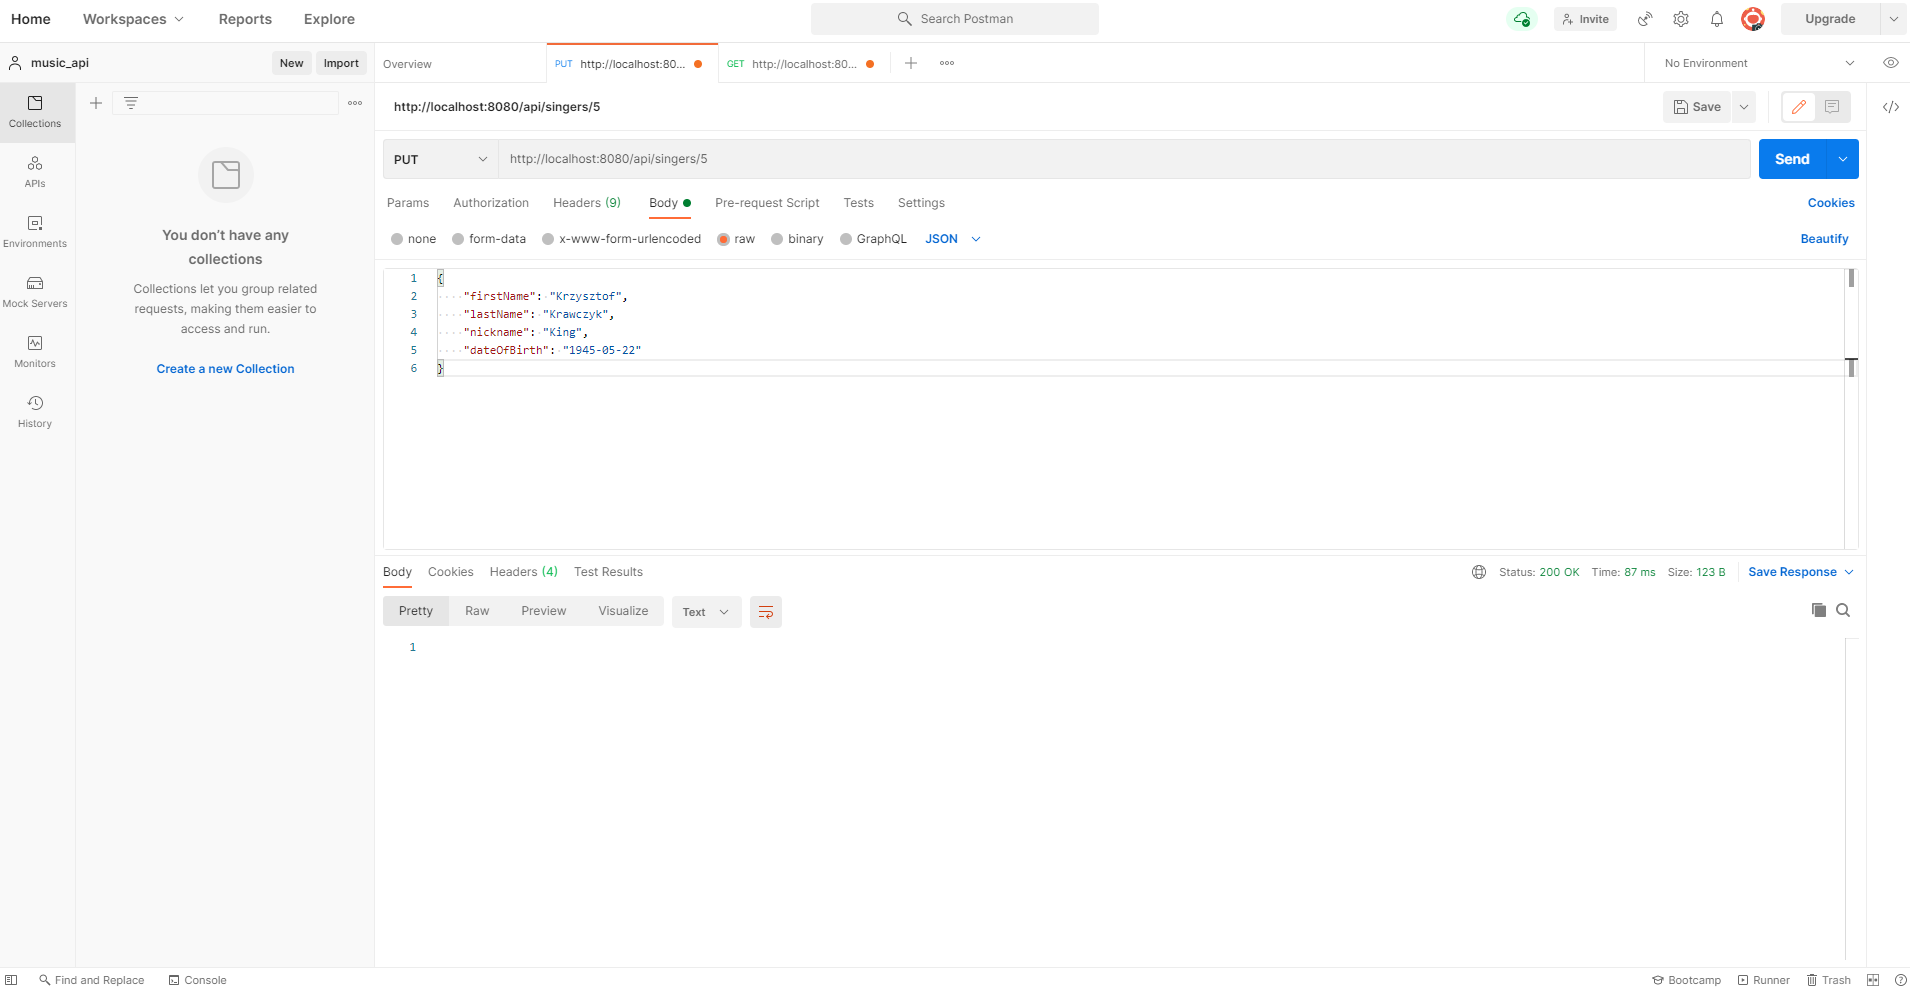 Home Workspaces Reports Explore Search Postman Invite Upgrade
music_api New Import Overview PUT http://localhost:80... GET http://localhost:80... No Environment
Collections
APIs
Environments
Mock Servers
Monitors
History
You don't have any
collections
Collections let you group related
requests, making them easier to
access and run.
Create a new Collection
http://localhost:8080/api/singers/5 Save
PUT http://localhost:8080/api/singers/5 Send
Params Authorization Headers (9) Body Pre-request Script Tests Settings Cookies
none form-data x-www-form-urlencoded raw binary GraphQL JSON Beautify
1 {
2 "firstName": "Krzysztof",
3 "lastName": "Krawczyk",
4 "nickname": "King",
5 "dateOfBirth": "1945-05-22"
6 }
Body Cookies Headers (4) Test Results Status: 200 OK Time: 87 ms Size: 123 B Save Response
Pretty Raw Preview Visualize Text
1
Find and Replace Console Bootcamp Runner Trash